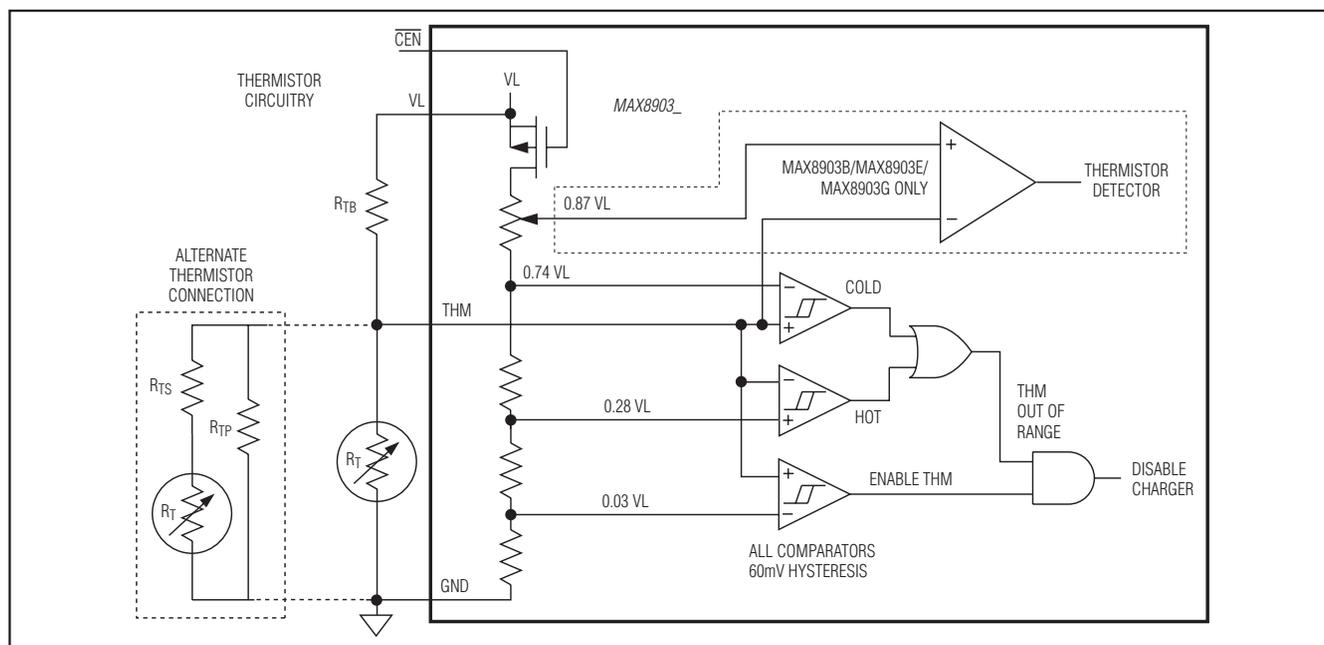 CEN
THERMISTOR
CIRCUITRY
VL
VL
MAX8903_
MAX8903B/MAX8903E/
MAX8903G ONLY
+
−
THERMISTOR
DETECTOR
RTB
0.87 VL
ALTERNATE
THERMISTOR
CONNECTION
0.74 VL
−
+
COLD
THM
RTS
RTP
RT
RT
0.28 VL
−
+
HOT
THM
OUT OF
RANGE
0.03 VL
+
−
ENABLE THM
DISABLE
CHARGER
ALL COMPARATORS
60mV HYSTERESIS
GND